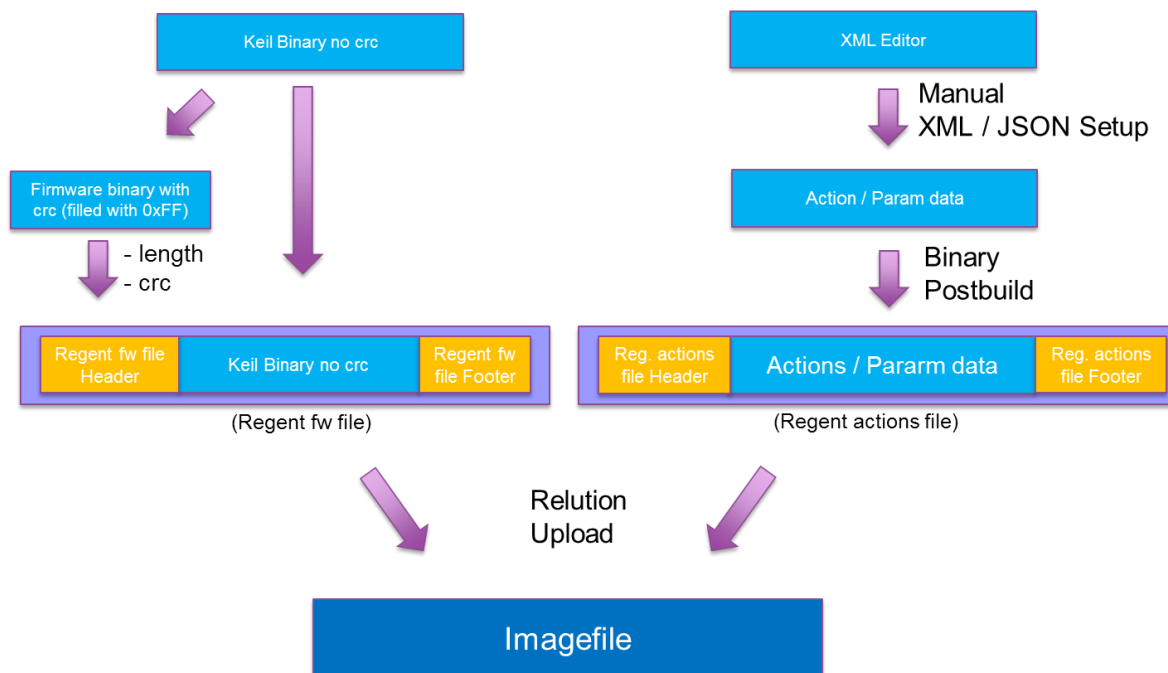 Keil Binary no crc
XML Editor
Manual
XML / JSON Setup
Firmware binary with
crc (filled with 0xFF)
Action / Param data
- length
- crc
Binary
Postbuild
Regent fw file
Header
Keil Binary no crc
Regent fw
file Footer
Reg. actions
file Header
Actions / Pararm data
Reg. actions
file Footer
(Regent fw file)
(Regent actions file)
Relution
Upload
Imagefile